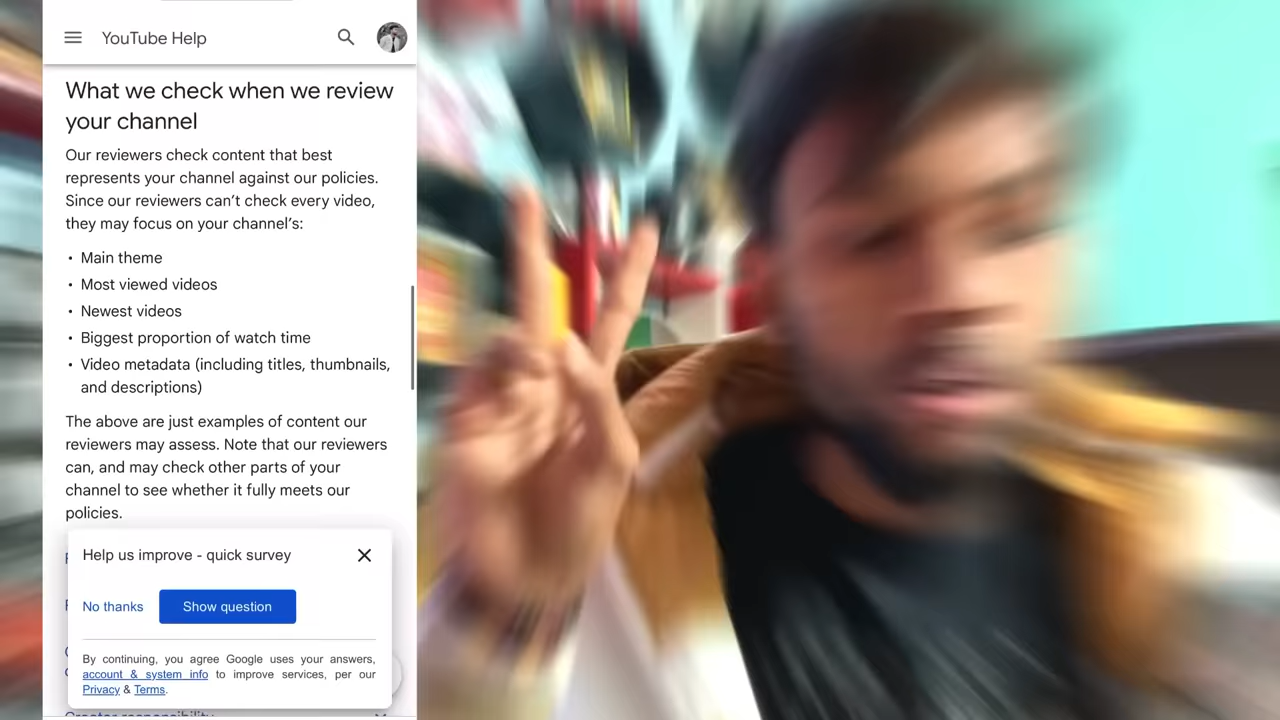 YouTube Help
What we check when we review
your channel
Our reviewers check content that best
represents your channel against our policies.
Since our reviewers can’t check every video,
they may focus on your channel’s:
• Main theme
• Most viewed videos
• Newest videos
• Biggest proportion of watch time
• Video metadata (including titles, thumbnails,
and descriptions)
The above are just examples of content our
reviewers may assess. Note that our reviewers
can, and may check other parts of your
channel to see whether it fully meets our
policies.
Help us improve - quick survey
No thanks
Show question
By continuing, you agree Google uses your answers,
account & system info to improve services, per our
Privacy & Terms.
Creator responsibility